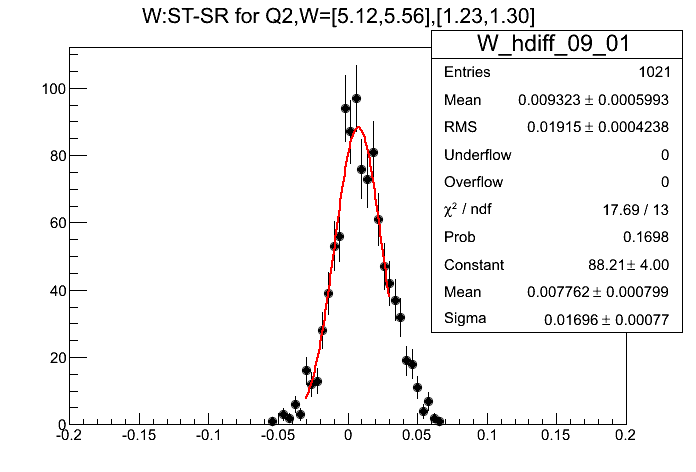 W:ST-SR for Q2,W=[5.12,5.56],[1.23,1.30]
W_hdiff_09_01
Entries 1021
Mean 0.009323 ± 0.0005993
RMS 0.01915 ± 0.0004238
Underflow 0
Overflow 0
χ² / ndf 17.69 / 13
Prob 0.1698
Constant 88.21 ± 4.00
Mean 0.007762 ± 0.000799
Sigma 0.01696 ± 0.00077
100
80
60
40
20
0
-0.2 -0.15 -0.1 -0.05 0 0.05 0.1 0.15 0.2